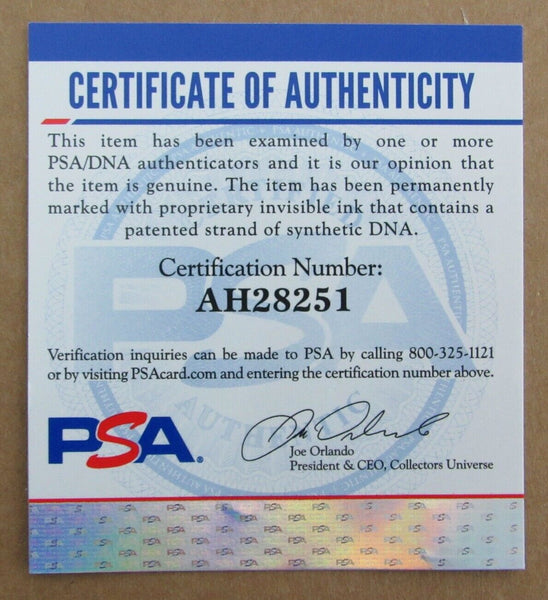 CERTIFICATE OF AUTHENTICITY
This item has been examined by one or more
PSA/DNA authenticators and it is our opinion that
the item is genuine. The item has been permanently
marked with proprietary invisible ink that contains a
patented strand of synthetic DNA.
Certification Number:
AH28251
Verification inquiries can be made to PSA by calling 800-325-1121
or by visiting PSAcard.com and entering the certification number above.
PSA®
Joe Orlando
President & CEO, Collectors Universe